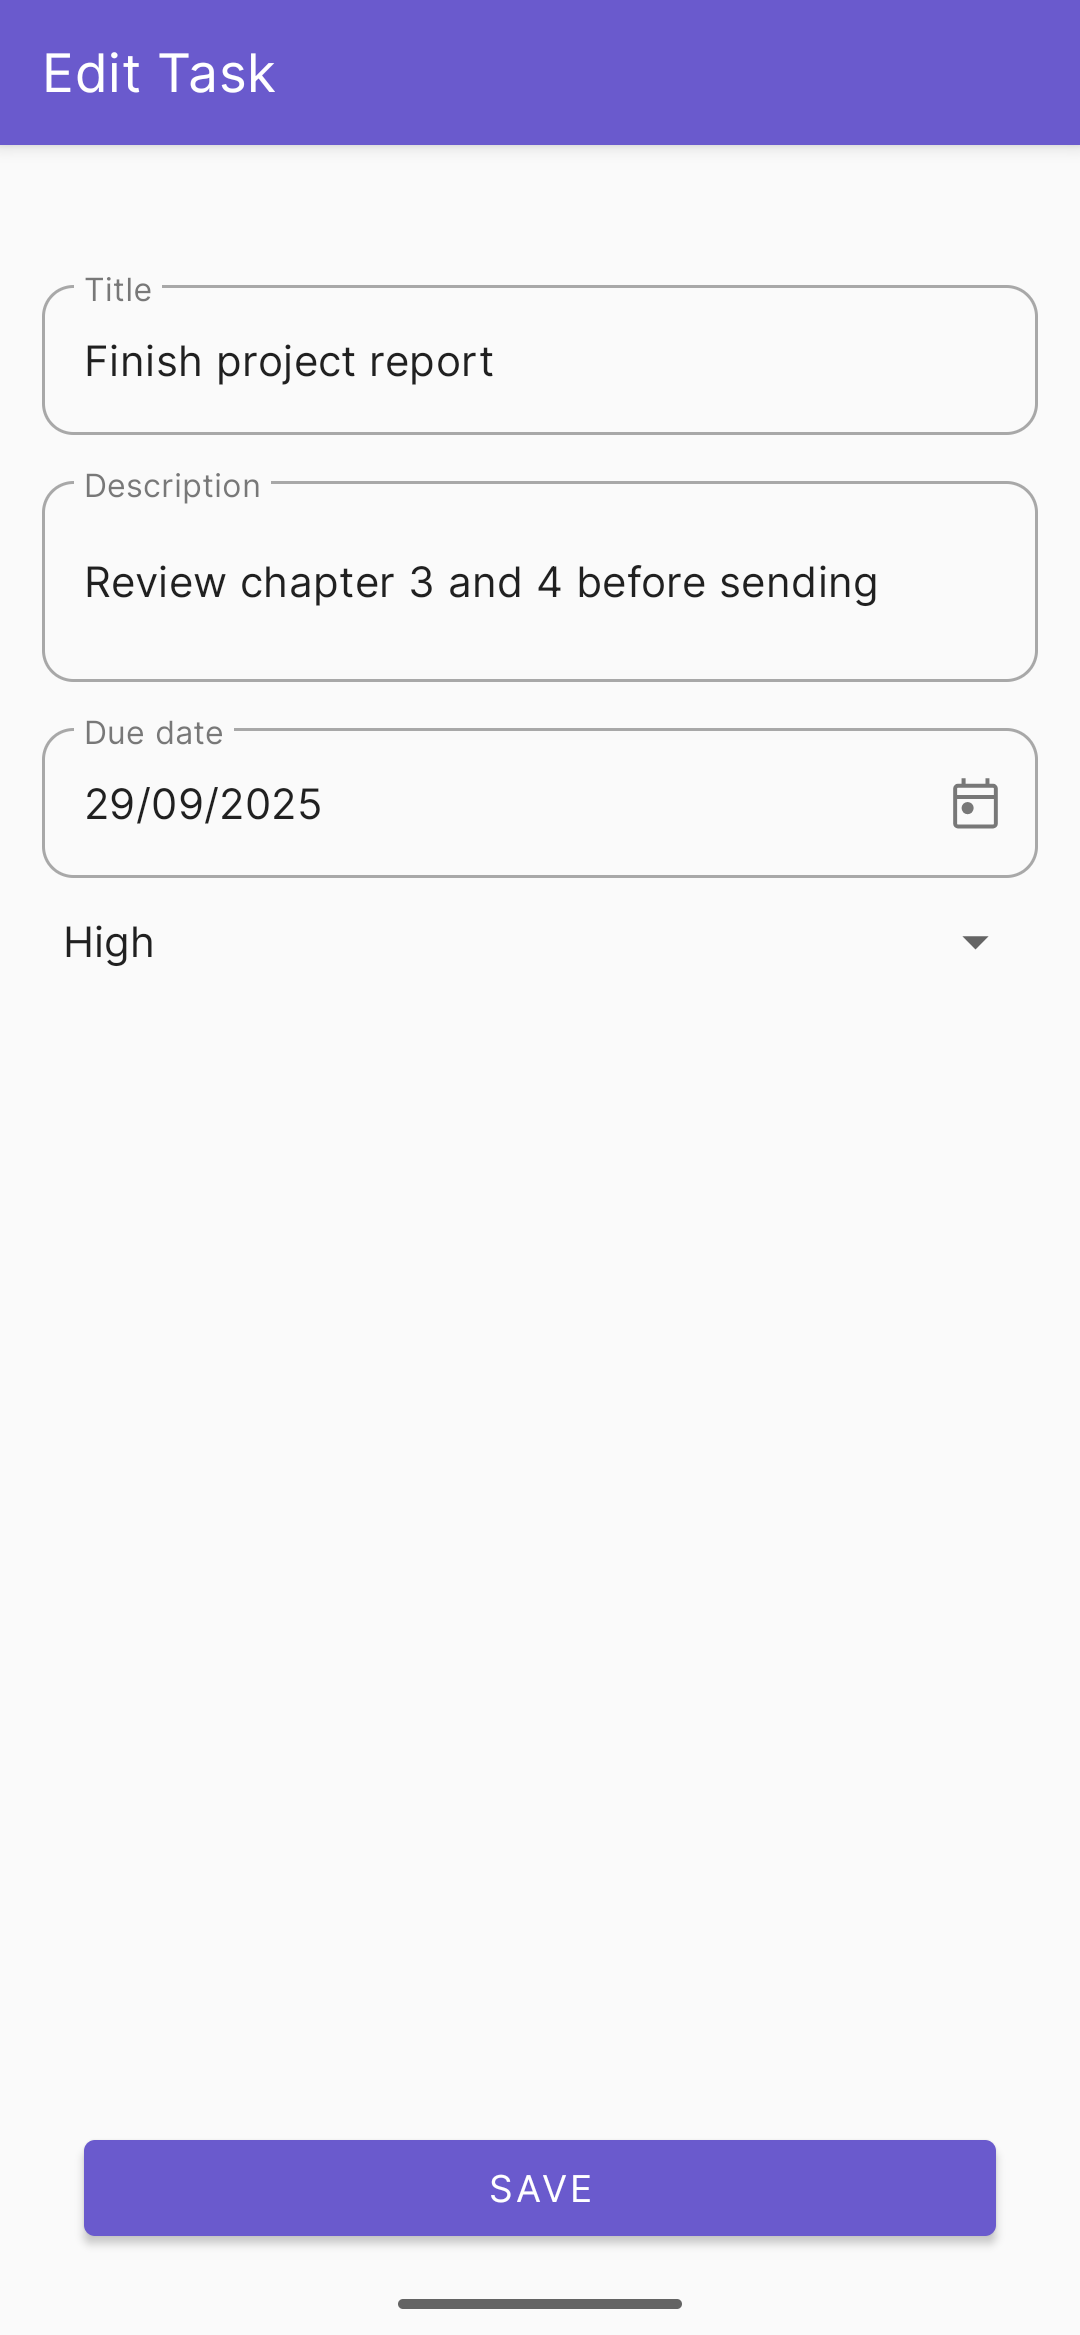 Edit Task
Title
Finish project report
Description
Review chapter 3 and 4 before sending
Due date
29/09/2025
High
SAVE